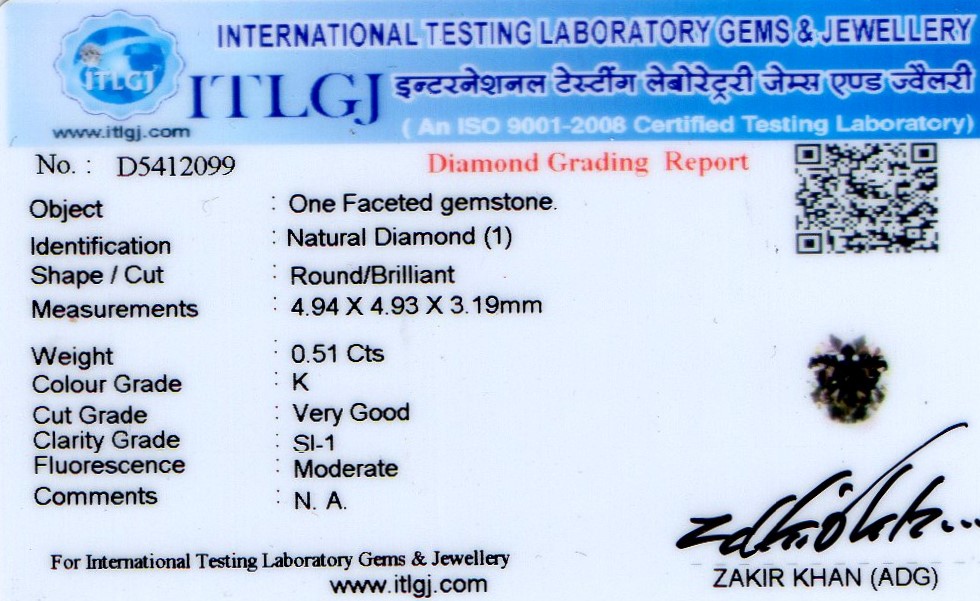 INTERNATIONAL TESTING LABORATORY GEMS & JEWELLERY
ITLGJ
ITLGJ इन्टरनेशनल टेस्टींग लेबोरेट्ररी जेम्स एण्ड ज्वैलरी
www.itlgj.com
( An ISO 9001-2008 Certified Testing Laboratory)
No. : D5412099
Diamond Grading Report
Object : One Faceted gemstone.
Identification : Natural Diamond (1)
Shape / Cut : Round/Brilliant
Measurements : 4.94 X 4.93 X 3.19mm
Weight : 0.51 Cts
Colour Grade : K
Cut Grade : Very Good
Clarity Grade : SI-1
Fluorescence : Moderate
Comments : N. A.
For International Testing Laboratory Gems & Jewellery
www.itlgj.com
ZAKIR KHAN (ADG)